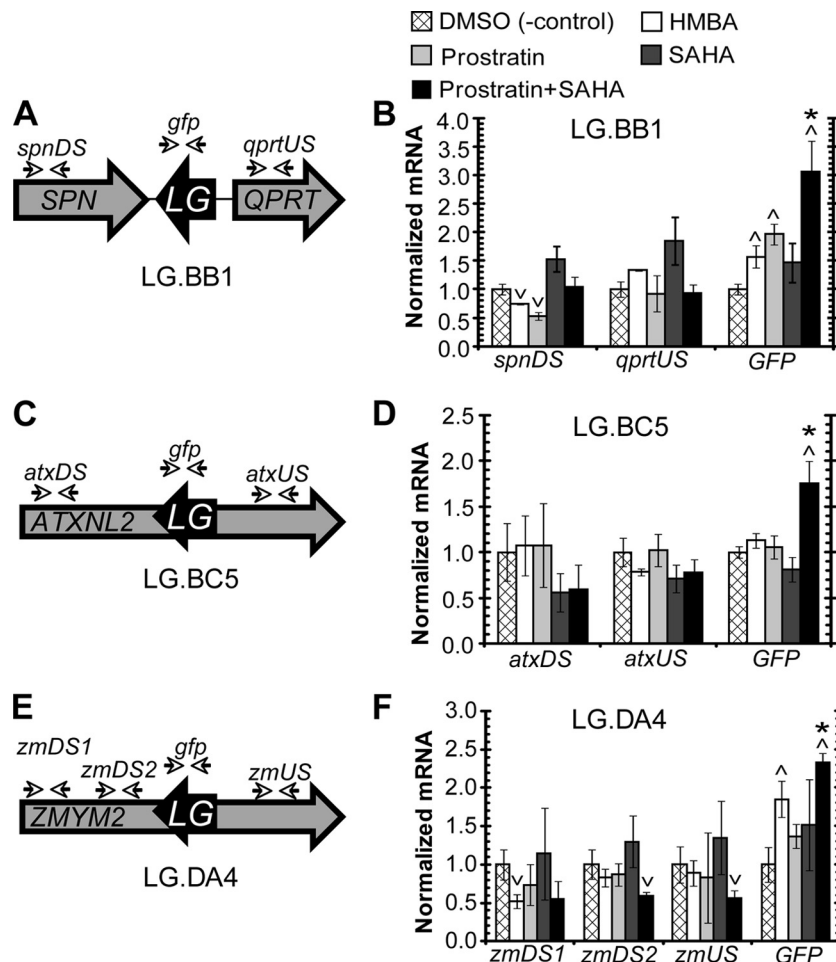 DMSO (-control) HMBA
Prostratin SAHA
Prostratin+SAHA
A
spnDS gfp qprtUS
SPN LG QPRT
LG.BB1
B
LG.BB1
Normalized mRNA
4.0
3.5
3.0
2.5
2.0
1.5
1.0
0.5
0.0
* ^
^ ^
v v
spnDS qprtUS GFP
C
atxDS gfp atxUS
ATXNL2 LG
LG.BC5
D
LG.BC5
Normalized mRNA
2.5
2.0
1.5
1.0
0.5
0.0
* ^
atxDS atxUS GFP
E
zmDS1 zmDS2 gfp zmUS
ZMYM2 LG
LG.DA4
F
LG.DA4
Normalized mRNA
3.0
2.5
2.0
1.5
1.0
0.5
0.0
* ^
^
v v v
zmDS1 zmDS2 zmUS GFP